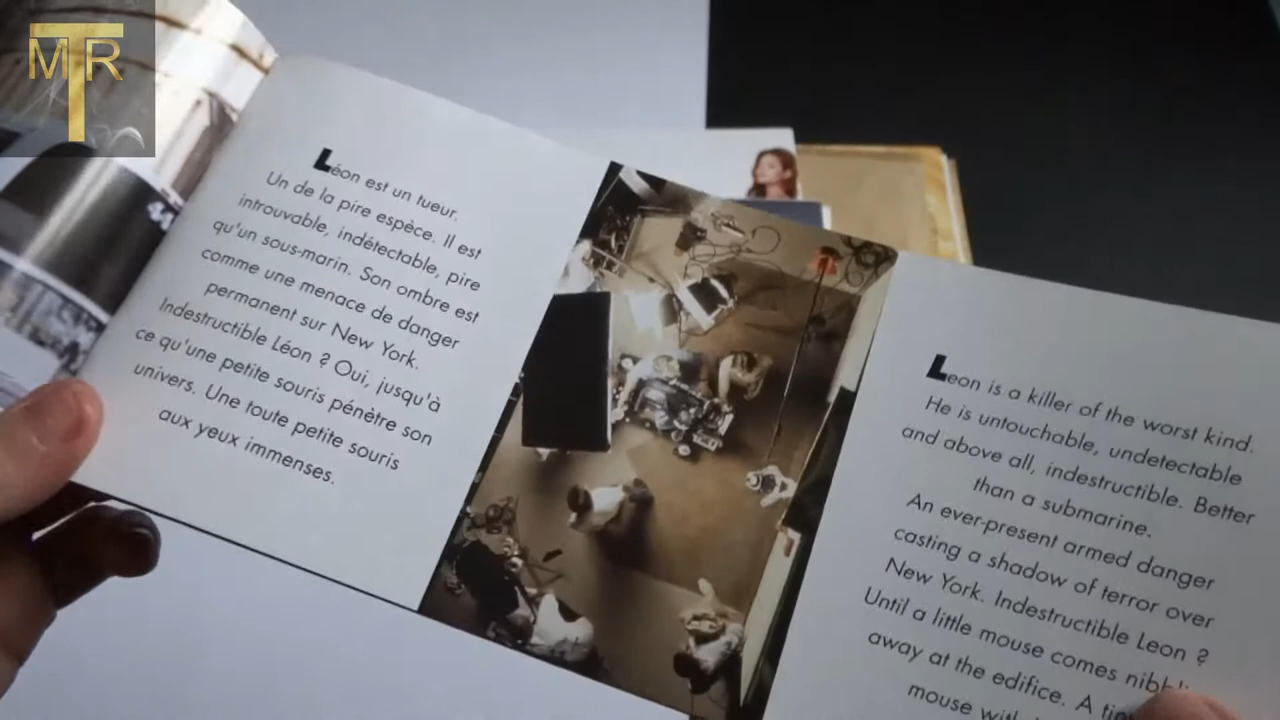 MTR
Léon est un tueur.
Un de la pire espèce. Il est
introuvable, indétectable, pire
qu'un sous-marin. Son ombre est
comme une menace de danger
permanent sur New York.
Indestructible Léon ? Oui, jusqu'à
ce qu'une petite souris pénètre son
univers. Une toute petite souris
aux yeux immenses.
Leon is a killer of the worst kind.
He is untouchable, undetectable
and above all, indestructible. Better
than a submarine.
An ever-present armed danger
casting a shadow of terror over
New York. Indestructible Leon ?
Until a little mouse comes
away at the edifice. A
mouse